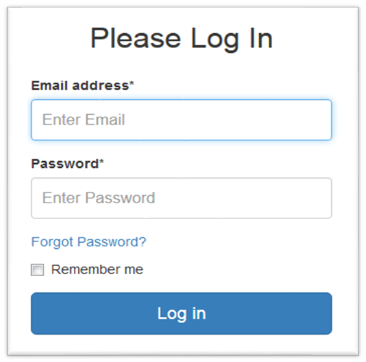 Please Log In
Email address*
Enter Email
Password*
Enter Password
Forgot Password?
Remember me
Log in